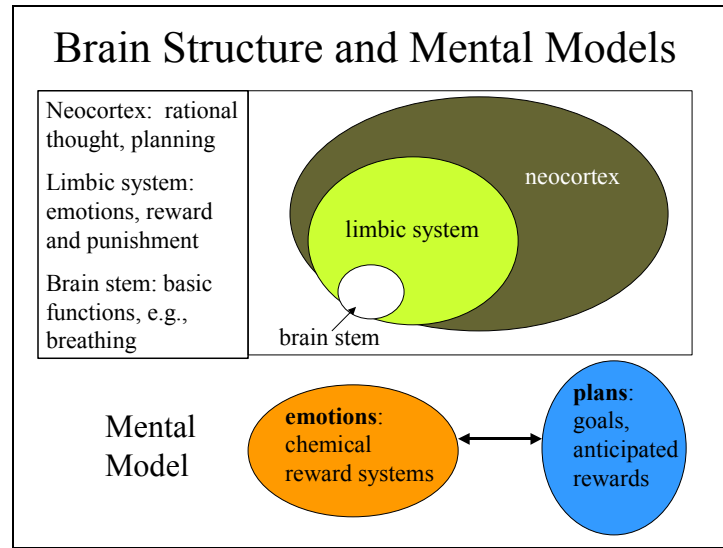 Brain Structure and Mental Models
Neocortex: rational
thought, planning
Limbic system:
emotions, reward
and punishment
Brain stem: basic
functions, e.g.,
breathing
neocortex
limbic system
brain stem
Mental
Model
emotions:
chemical
reward systems
plans:
goals,
anticipated
rewards